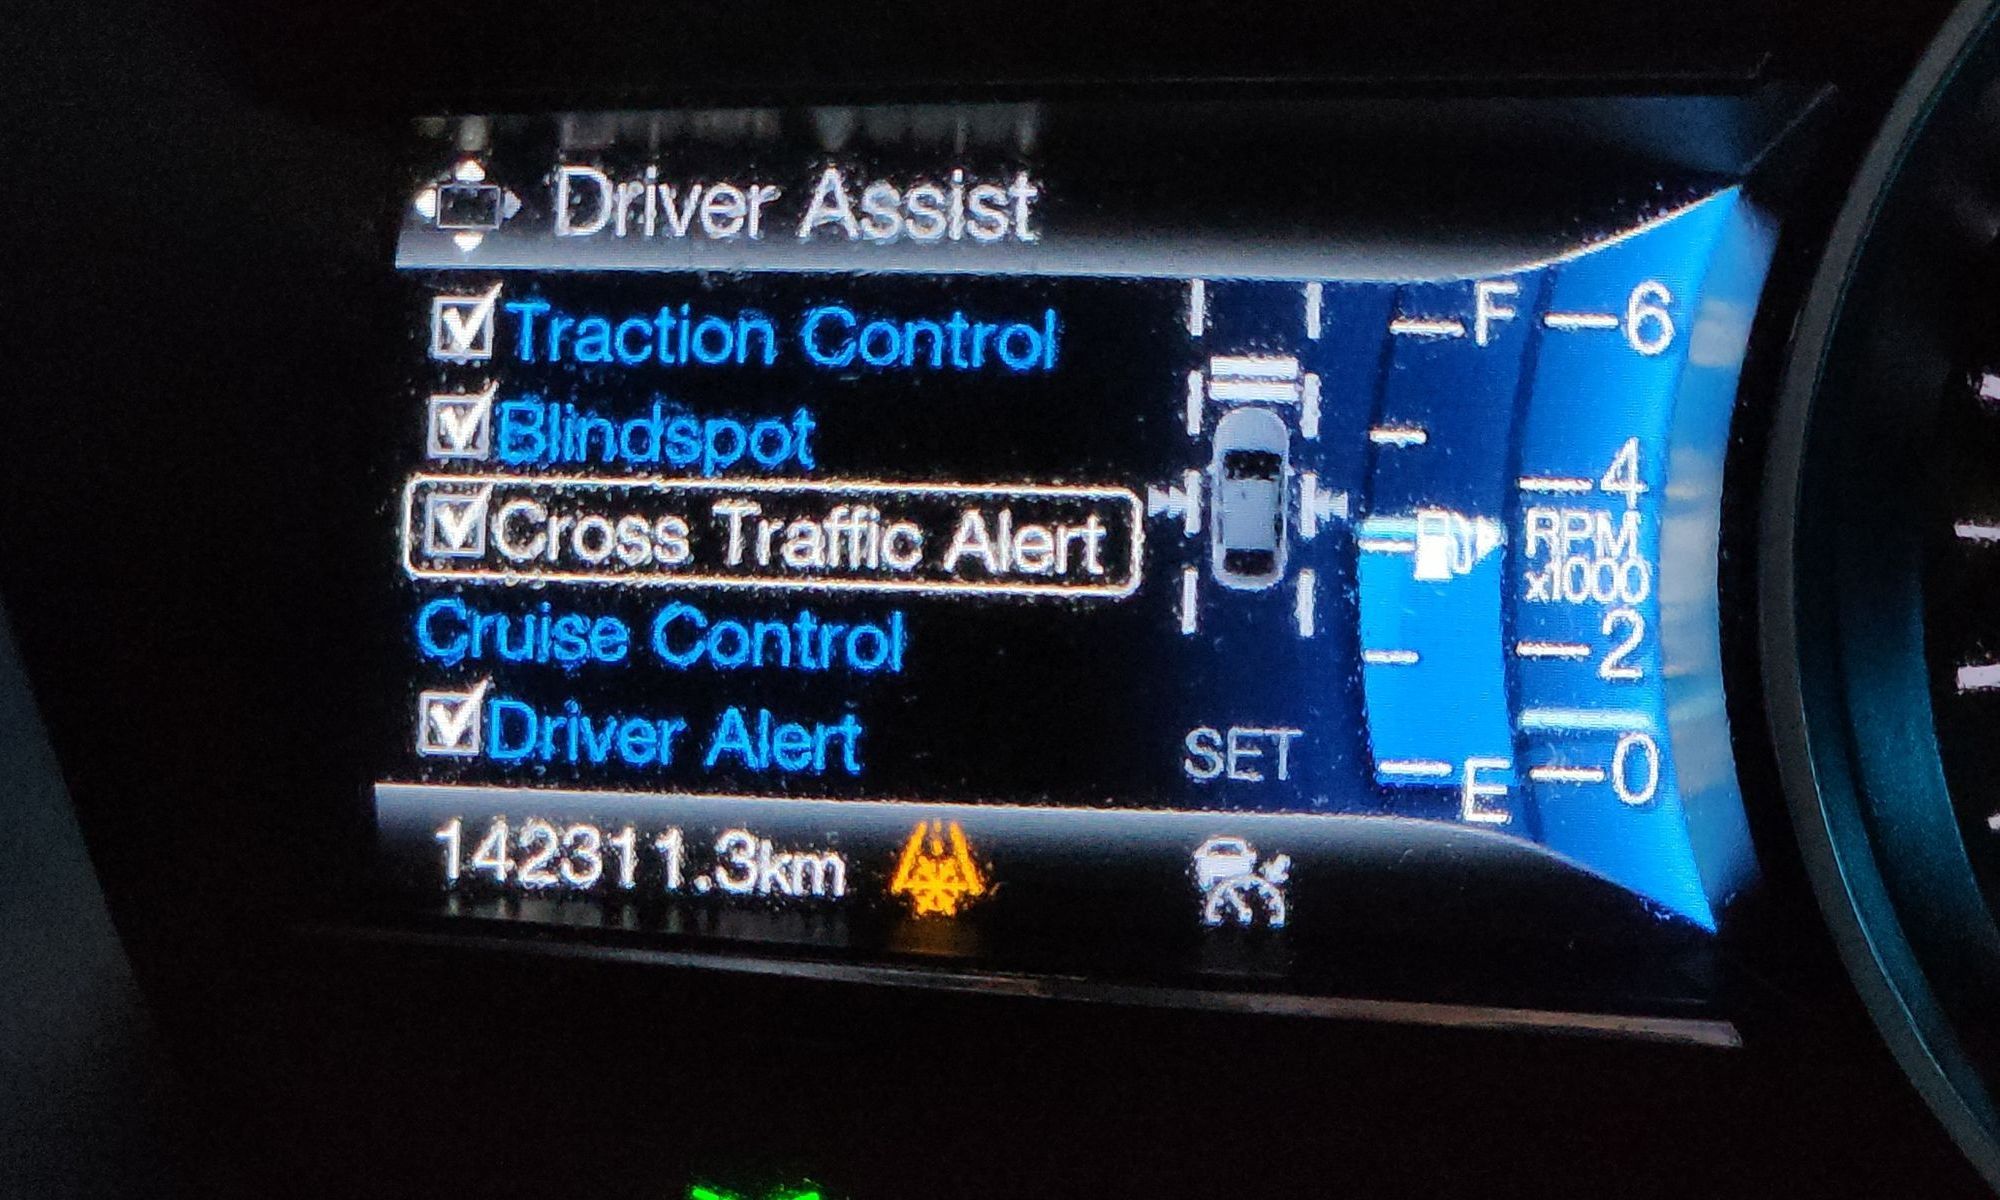 Driver Assist
Traction Control
Blindspot
Cross Traffic Alert
Cruise Control
Driver Alert
SET
142311.3km
F
E
6
4
RPM
x1000
2
0